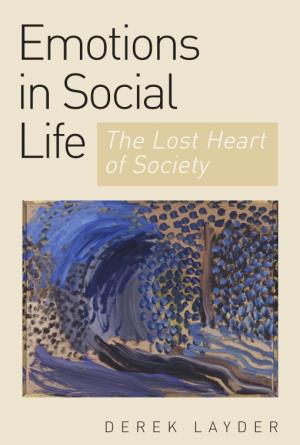 Emotions
in Social
Life
The Lost Heart
of Society
DEREK LAYDER